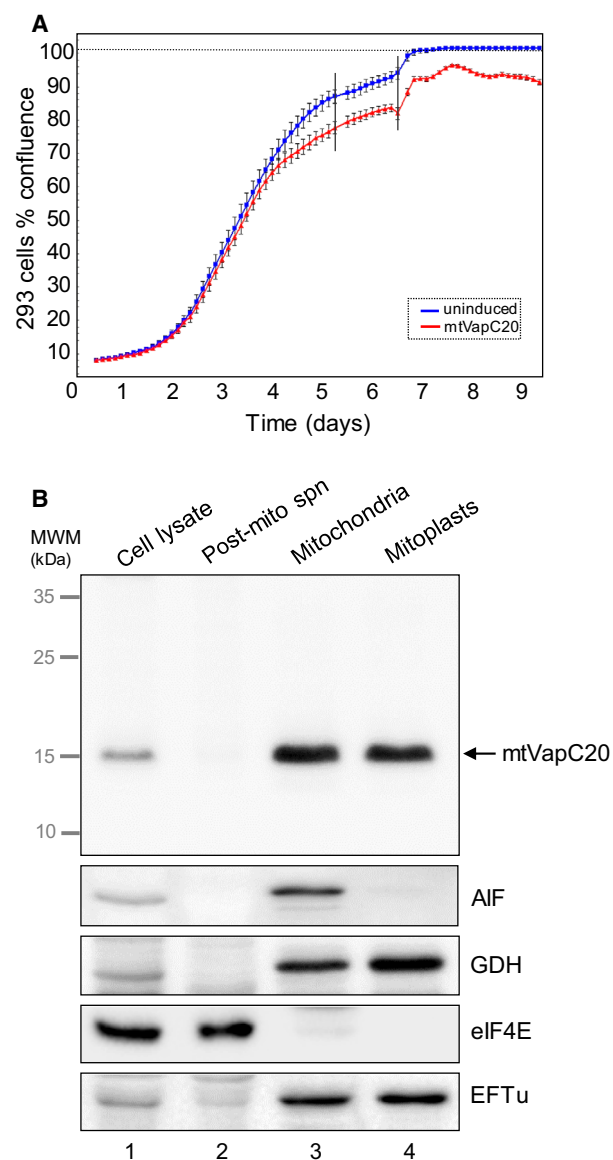 A
100
90
80
70
60
50
40
30
20
10
0
1
2
3
4
5
6
7
8
9
293 cells % confluence
Time (days)
uninduced
mtVapC20
B
MWM
(kDa)
Cell lysate
Post-mito spn
Mitochondria
Mitoplasts
35
25
15
10
mtVapC20
AIF
GDH
eIF4E
EFTu
1
2
3
4